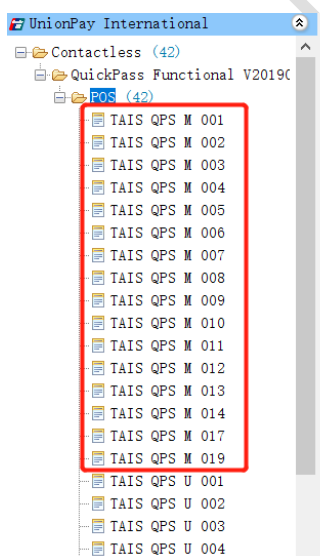 UnionPay International
Contactless (42)
QuickPass Functional V2019
POS (42)
TAIS QPS M 001
TAIS QPS M 002
TAIS QPS M 003
TAIS QPS M 004
TAIS QPS M 005
TAIS QPS M 006
TAIS QPS M 007
TAIS QPS M 008
TAIS QPS M 009
TAIS QPS M 010
TAIS QPS M 011
TAIS QPS M 012
TAIS QPS M 013
TAIS QPS M 014
TAIS QPS M 017
TAIS QPS M 019
TAIS QPS U 001
TAIS QPS U 002
TAIS QPS U 003
TAIS QPS U 004